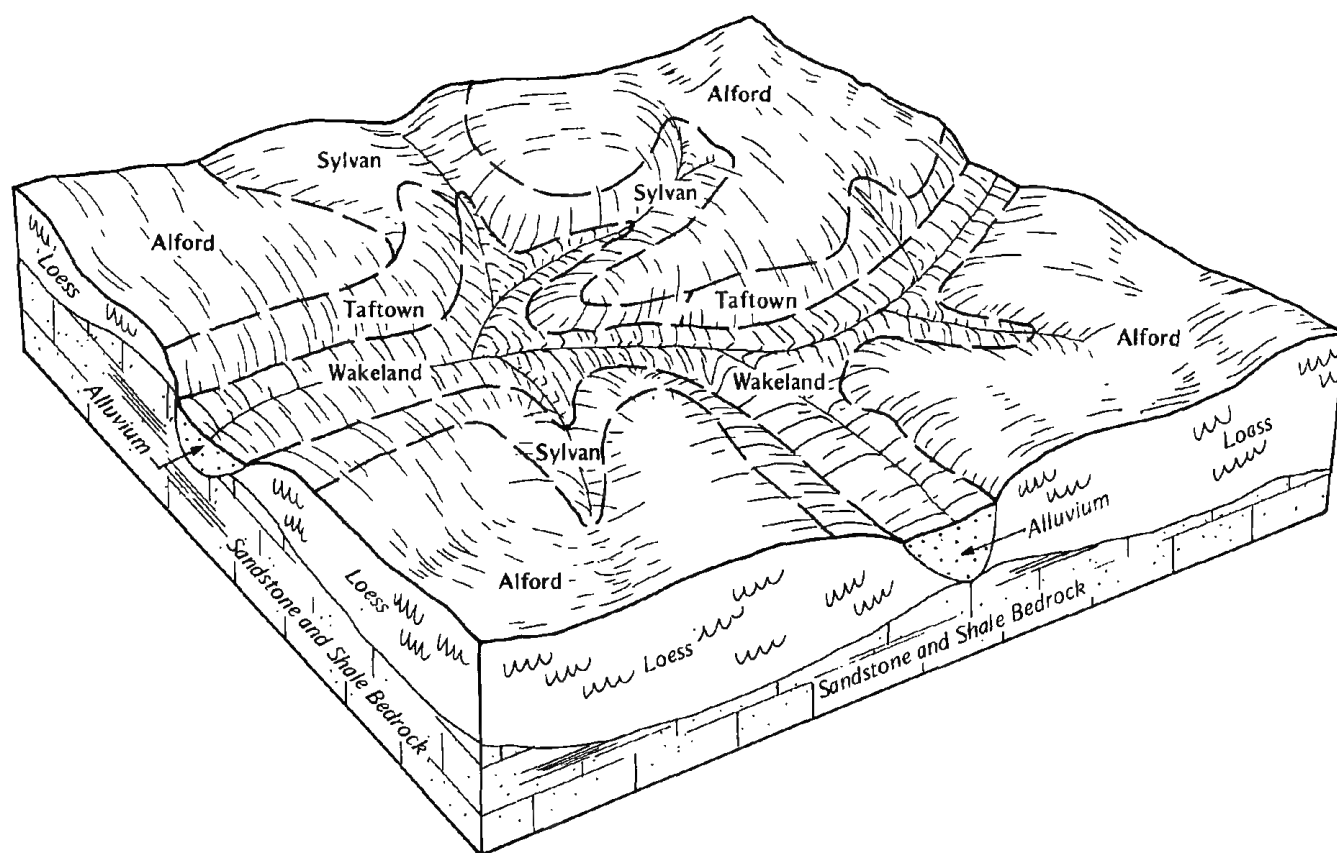 Alford
Sylvan
Sylvan
Alford
Loess
Taftown
Taftown
Alford
Wakeland
Wakeland
Alluvium
Loess
Sylvan
Alluvium
Alford
Loess
Loess
Sandstone and Shale Bedrock
Sandstone and Shale Bedrock